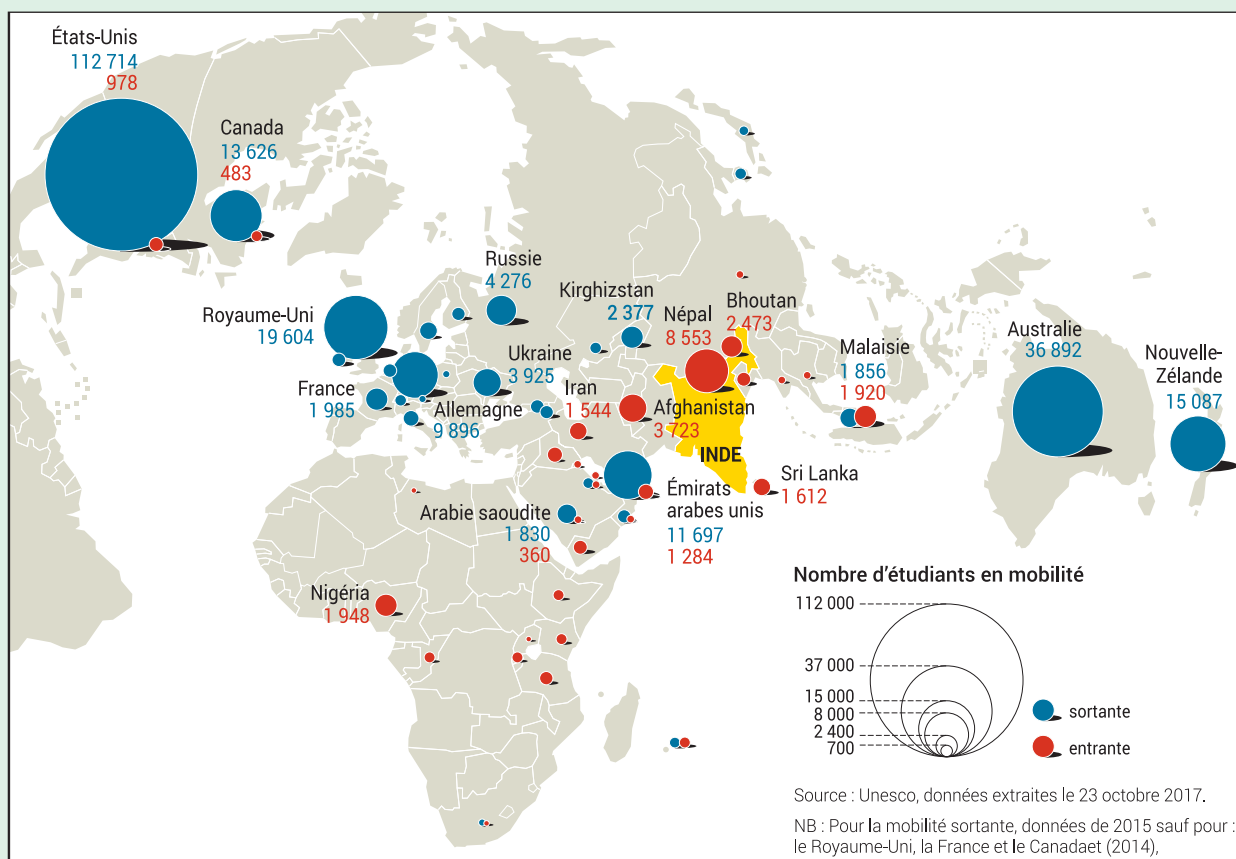 États-Unis
112 714
978
Canada
13 626
483
Russie
4 276
Royaume-Uni
19 604
Kirghizstan
2 377
Népal
8 553
Bhoutan
2 473
Malaisie
1 856
1 920
Australie
36 892
Nouvelle-
Zélande
15 087
Ukraine
3 925
France
1 985
Allemagne
9 896
Iran
1 544
Afghanistan
3 723
INDE
Sri Lanka
1 612
Émirats
arabes unis
11 697
1 284
Arabie saoudite
1 830
360
Nigéria
1 948
Nombre d'étudiants en mobilité
112 000
37 000
15 000
8 000
2 400
700
sortante
entrante
Source : Unesco, données extraites le 23 octobre 2017.
NB : Pour la mobilité sortante, données de 2015 sauf pour :
le Royaume-Uni, la France et le Canadaet (2014),